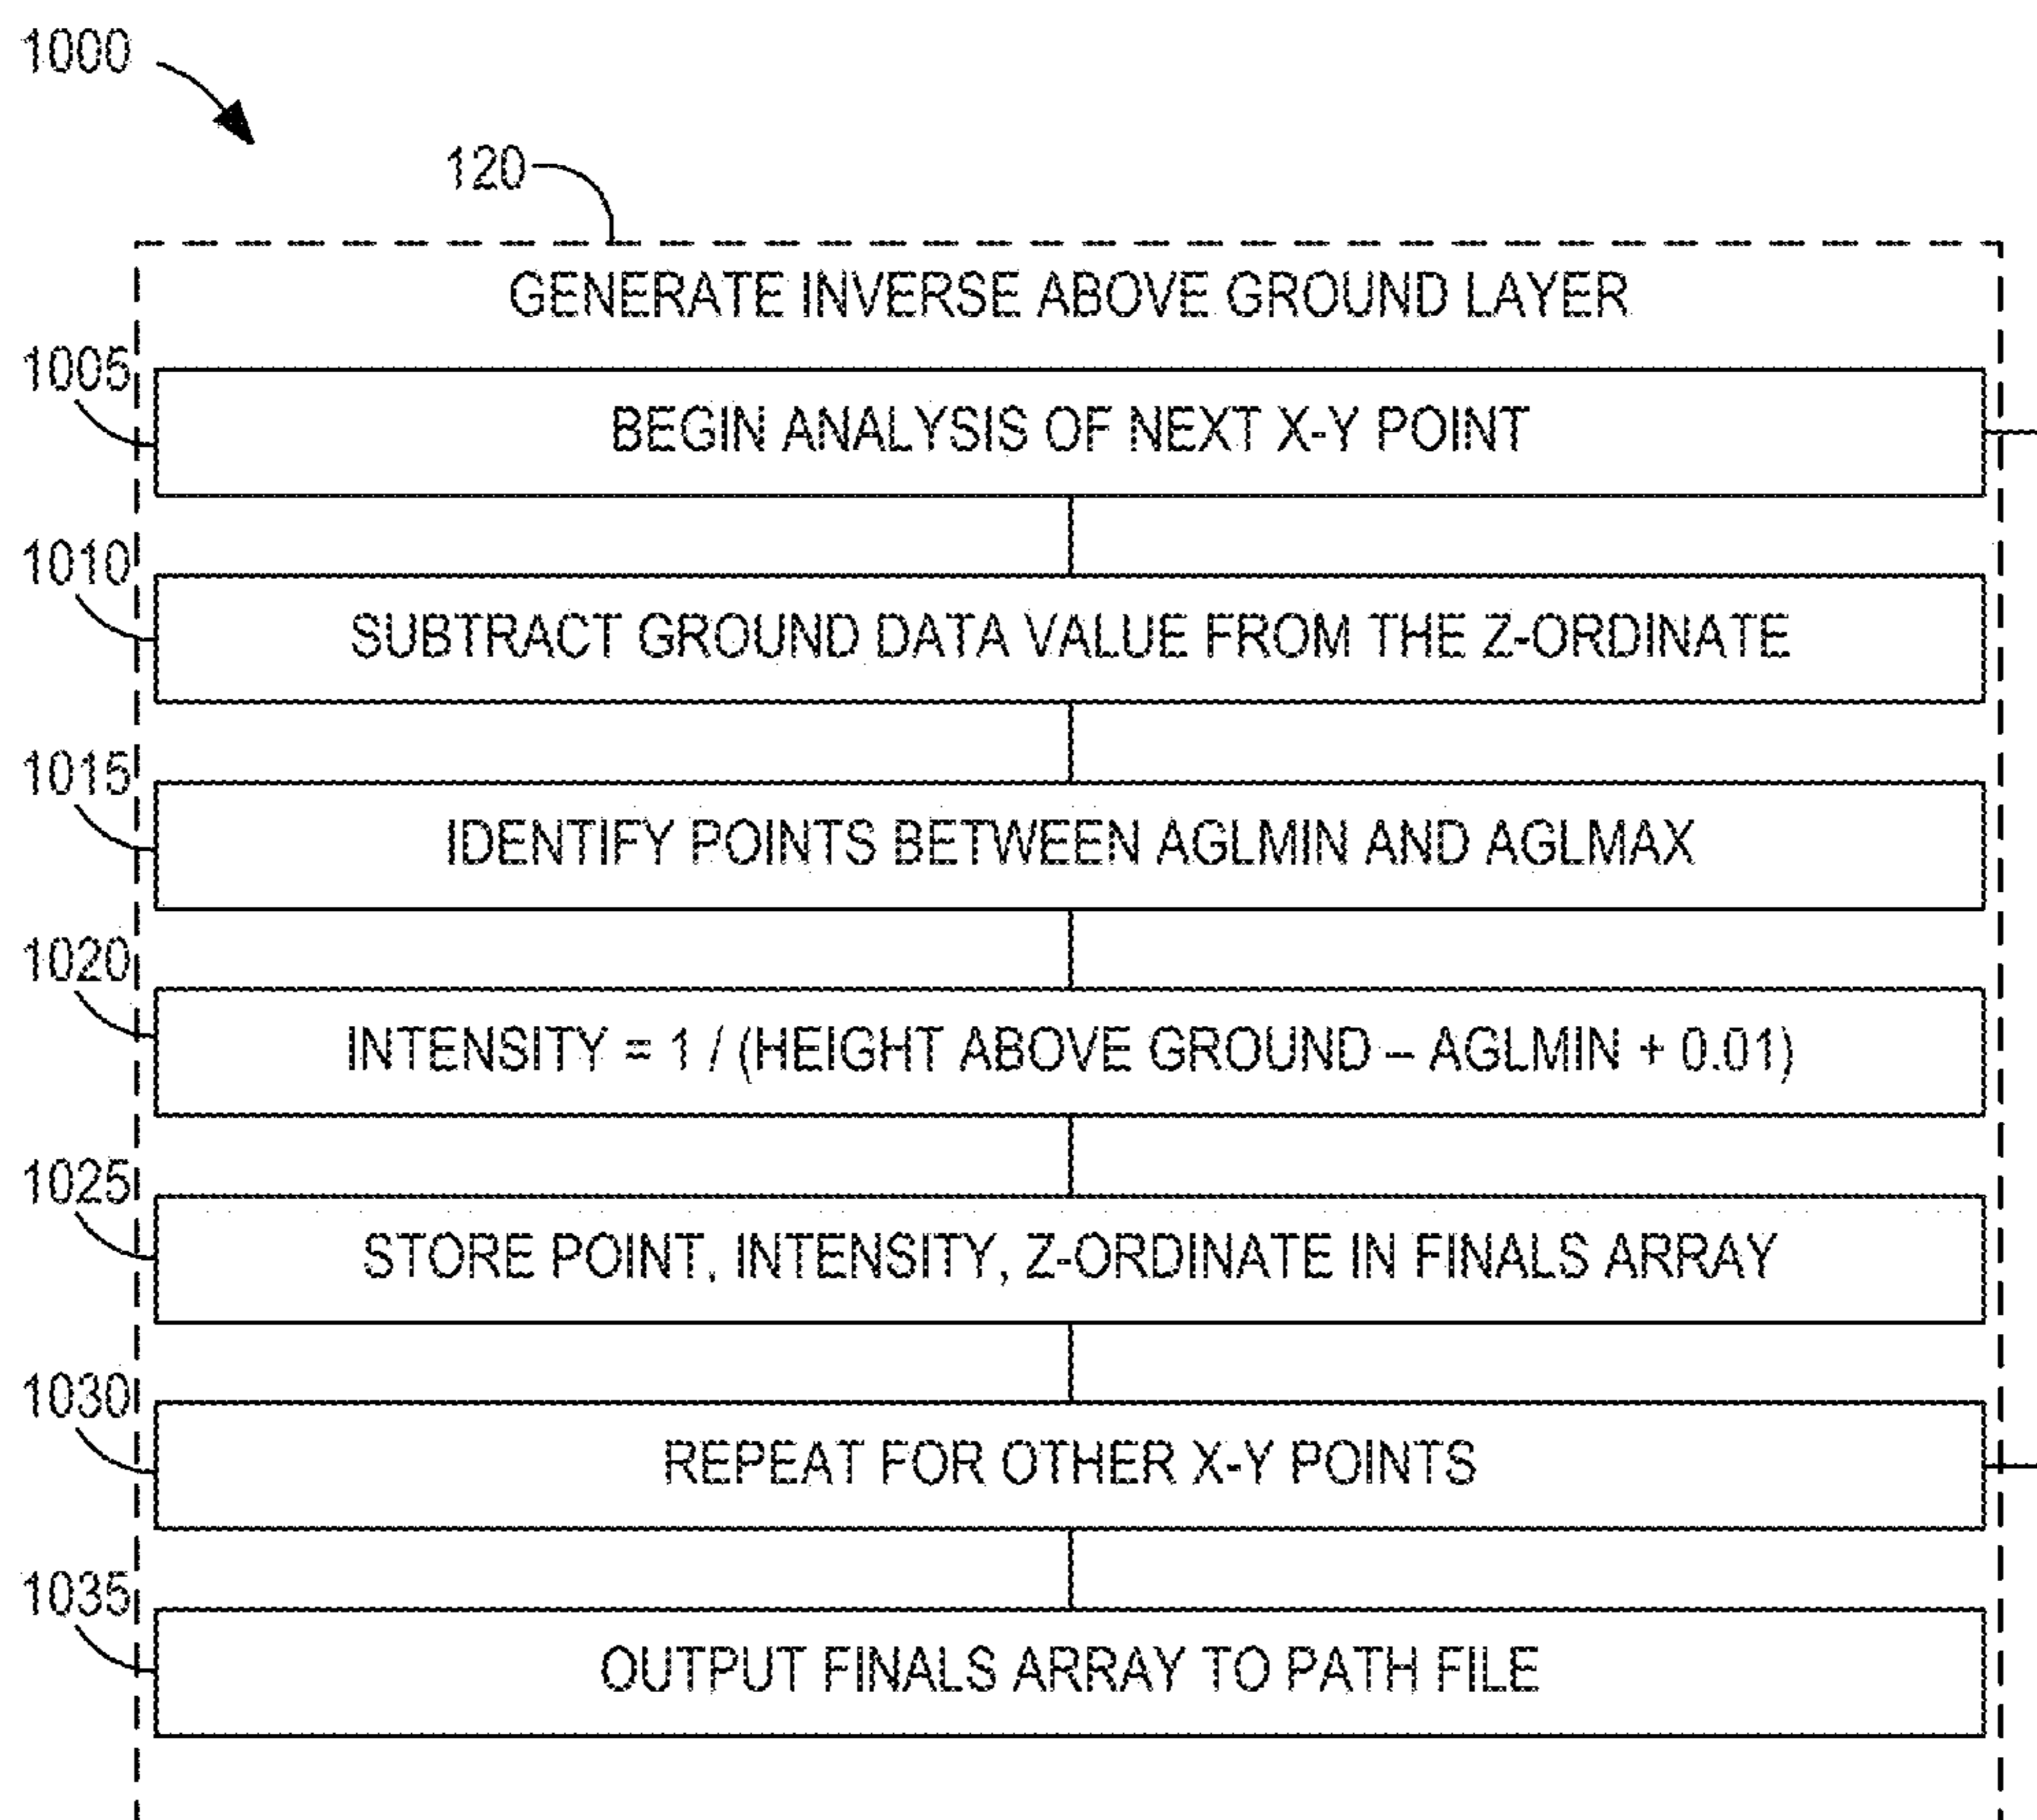 1000
120
GENERATE INVERSE ABOVE GROUND LAYER
1005
BEGIN ANALYSIS OF NEXT X-Y POINT
1010
SUBTRACT GROUND DATA VALUE FROM THE Z-ORDINATE
1015
IDENTIFY POINTS BETWEEN AGLMIN AND AGLMAX
1020
INTENSITY = 1 / (HEIGHT ABOVE GROUND – AGLMIN + 0.01)
1025
STORE POINT, INTENSITY, Z-ORDINATE IN FINALS ARRAY
1030
REPEAT FOR OTHER X-Y POINTS
1035
OUTPUT FINALS ARRAY TO PATH FILE